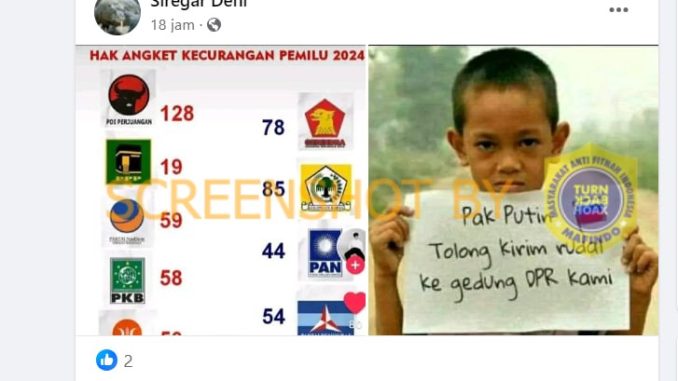 Siregar Deni
18 jam
HAK ANGKET KECURANGAN PEMILU 2024
PDI PERJUANGAN
128
78
GERINDRA
PPP
19
85
59
PKB
58
44
PAN
54
SCREENSHOT BY
Pak Putin
Tolong kirim rudal
ke gedung DPR kami
MASYARAKAT ANTI FITNAH INDONESIA
TURN
BACK
HOAX
MAFINDO
2